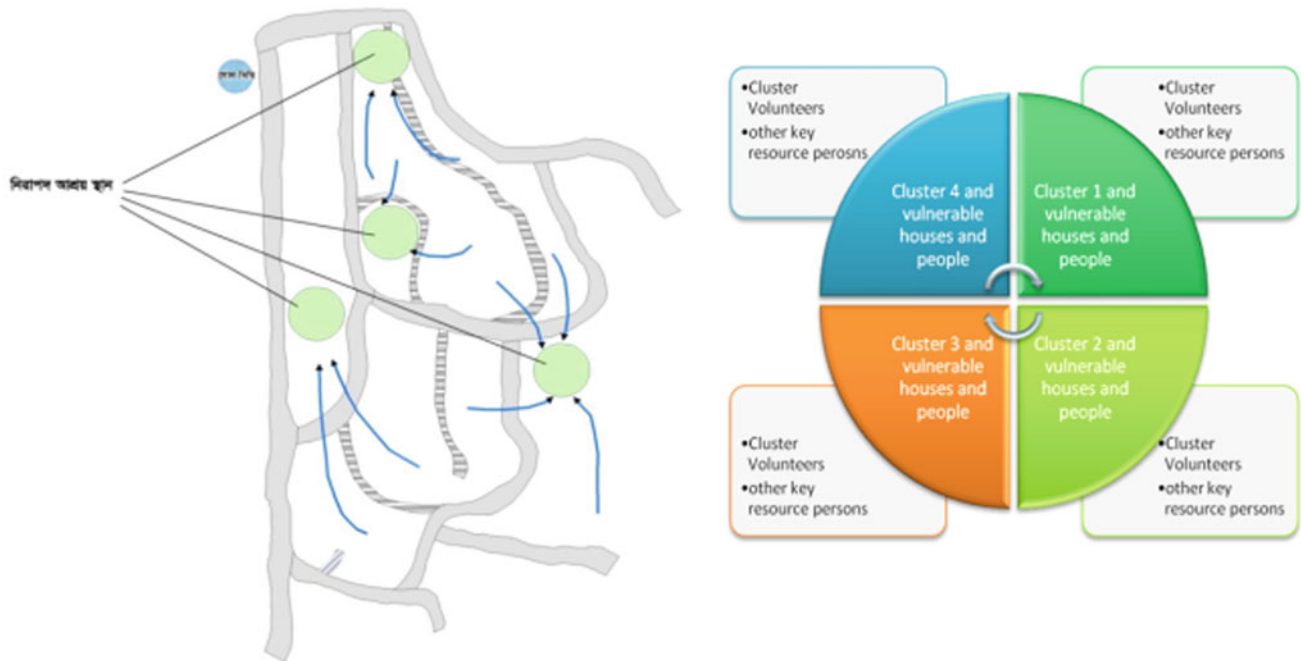 নিরাপদ আশ্রয় স্থান
•Cluster
Volunteers
•other key
resource perosns
•Cluster
Volunteers
•other key
resource persons
Cluster 4 and
vulnerable
houses and
people
Cluster 1 and
vulnerable
houses and
people
Cluster 3 and
vulnerable
houses and
people
Cluster 2 and
vulnerable
houses and
people
•Cluster
Volunteers
•other key
resource persons
•Cluster
Volunteers
•other key
resource persons